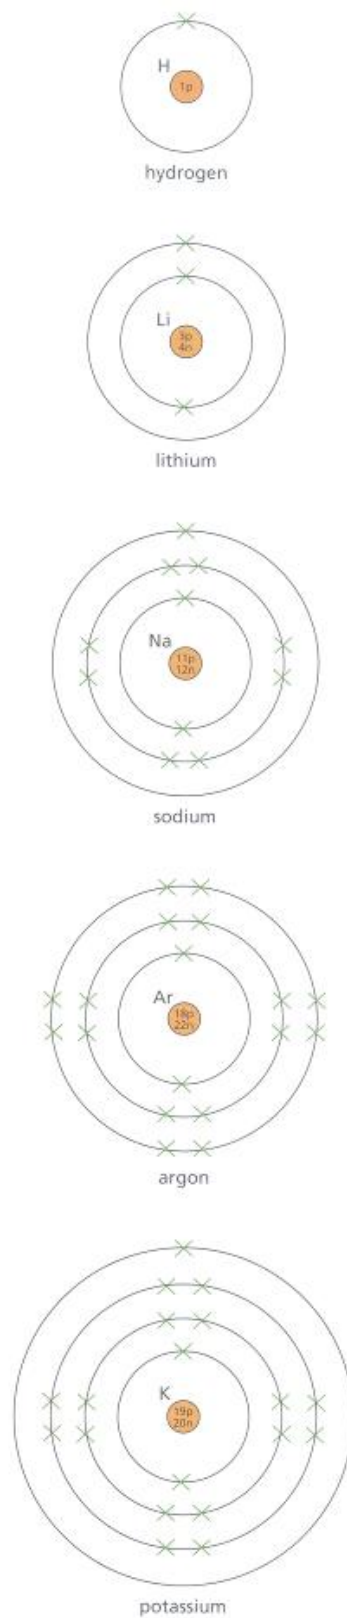 H
1p
hydrogen
Li
3p
4n
lithium
Na
11p
12n
sodium
Ar
18p
22n
argon
K
19p
20n
potassium